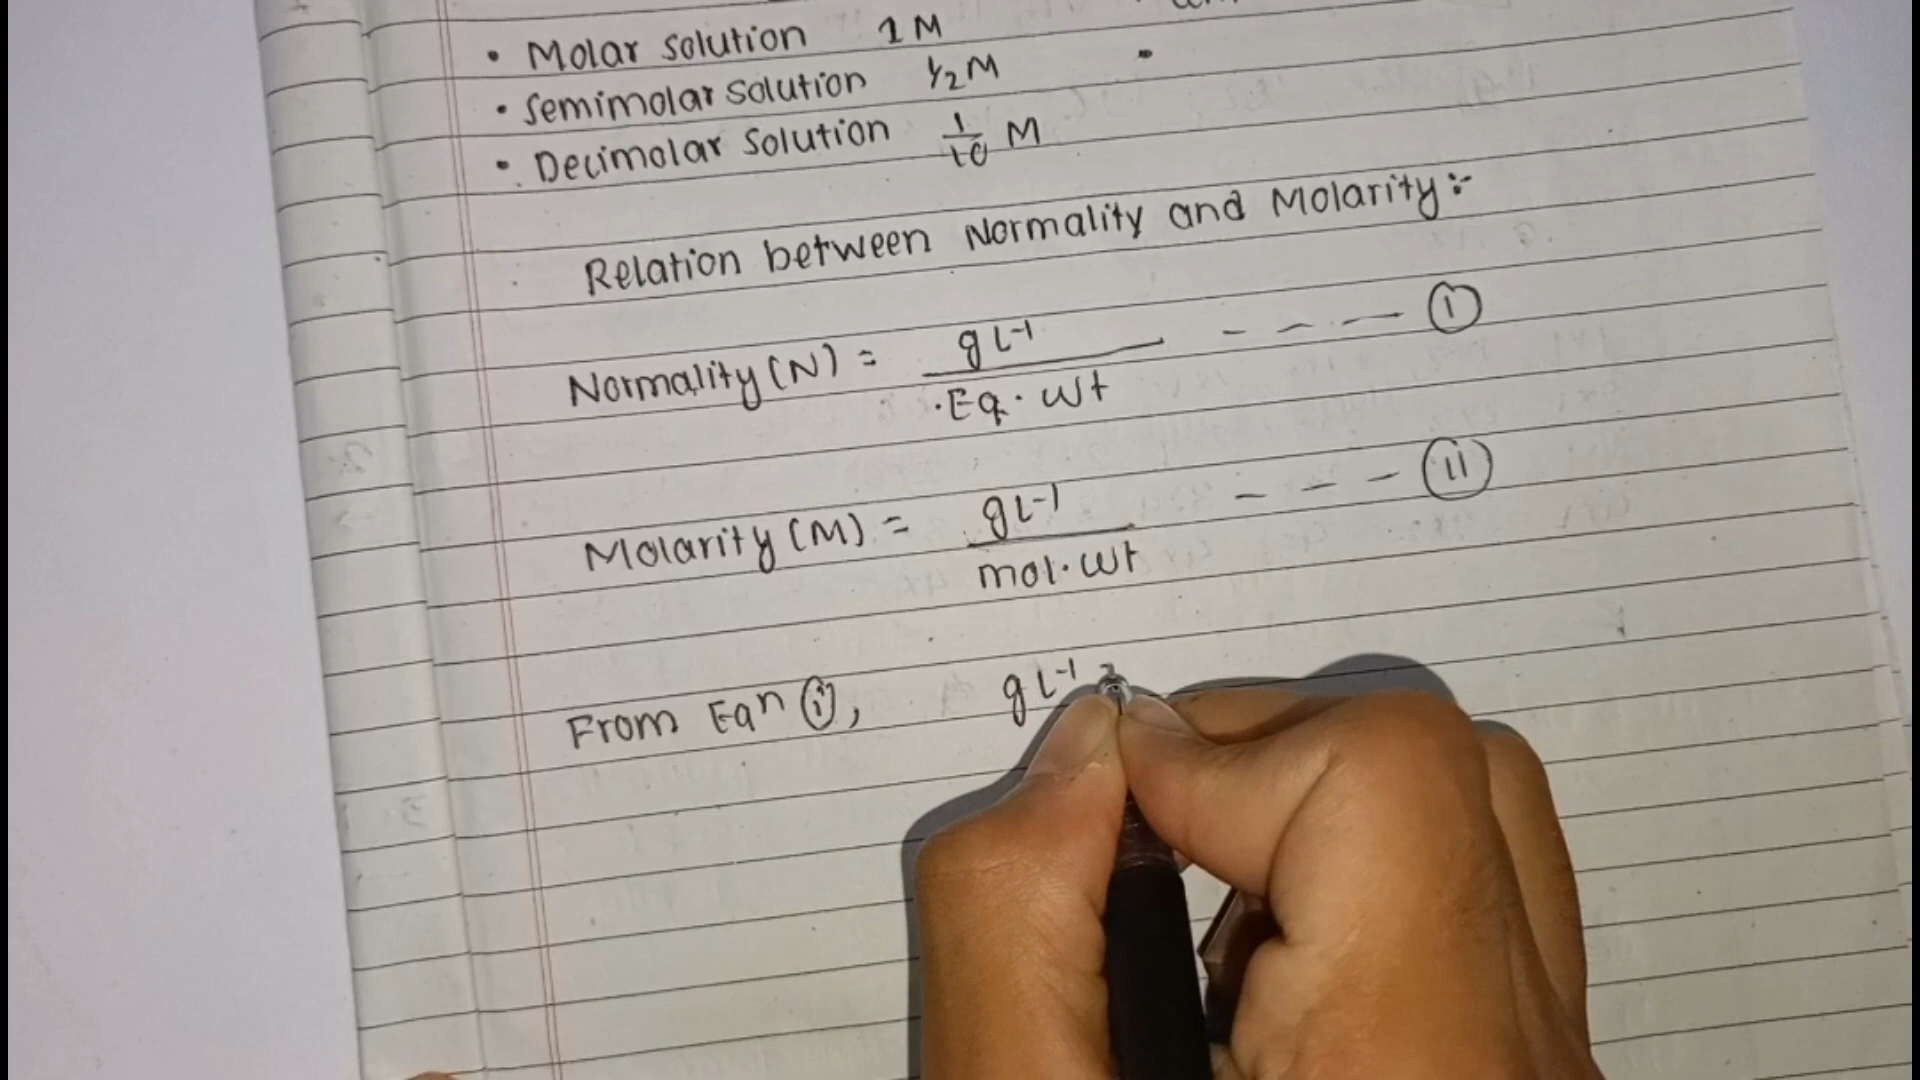 • Molar solution 1M
• Semimolar solution 1/2 M
• Decimolar solution 1/10 M
Relation between Normality and Molarity :-
Normality (N) = gL⁻¹ / Eq. wt - - - - (i)
Molarity (M) = gL⁻¹ / mol. wt - - - (ii)
From Eqⁿ (i), gL⁻¹ =